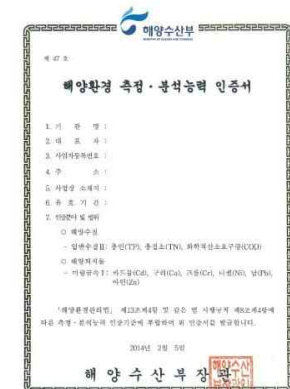 해양수산부
제 47 호
해양환경 측정·분석능력 인증서
1. 기 관 명 :
2. 대 표 자 :
3. 사업자등록번호 :
4. 주 소 :
5. 사업장 소재지 :
6. 유 효 기 간 :
7. 인증분야 및 범위
○ 해양수질
- 일반수질Ⅱ: 총인(TP), 총질소(TN), 화학적산소요구량(COD)
○ 해양퇴적물
- 미량금속Ⅰ: 카드뮴(Cd), 구리(Cu), 크롬(Cr), 니켈(Ni), 납(Pb),
아연(Zn)
「해양환경관리법」 제13조제4항 및 같은 법 시행규칙 제8조제4항에
따른 측정·분석능력 인증기준에 부합하여 위 인증서를 발급합니다.
2014년 2월 5일
해양수산부장관